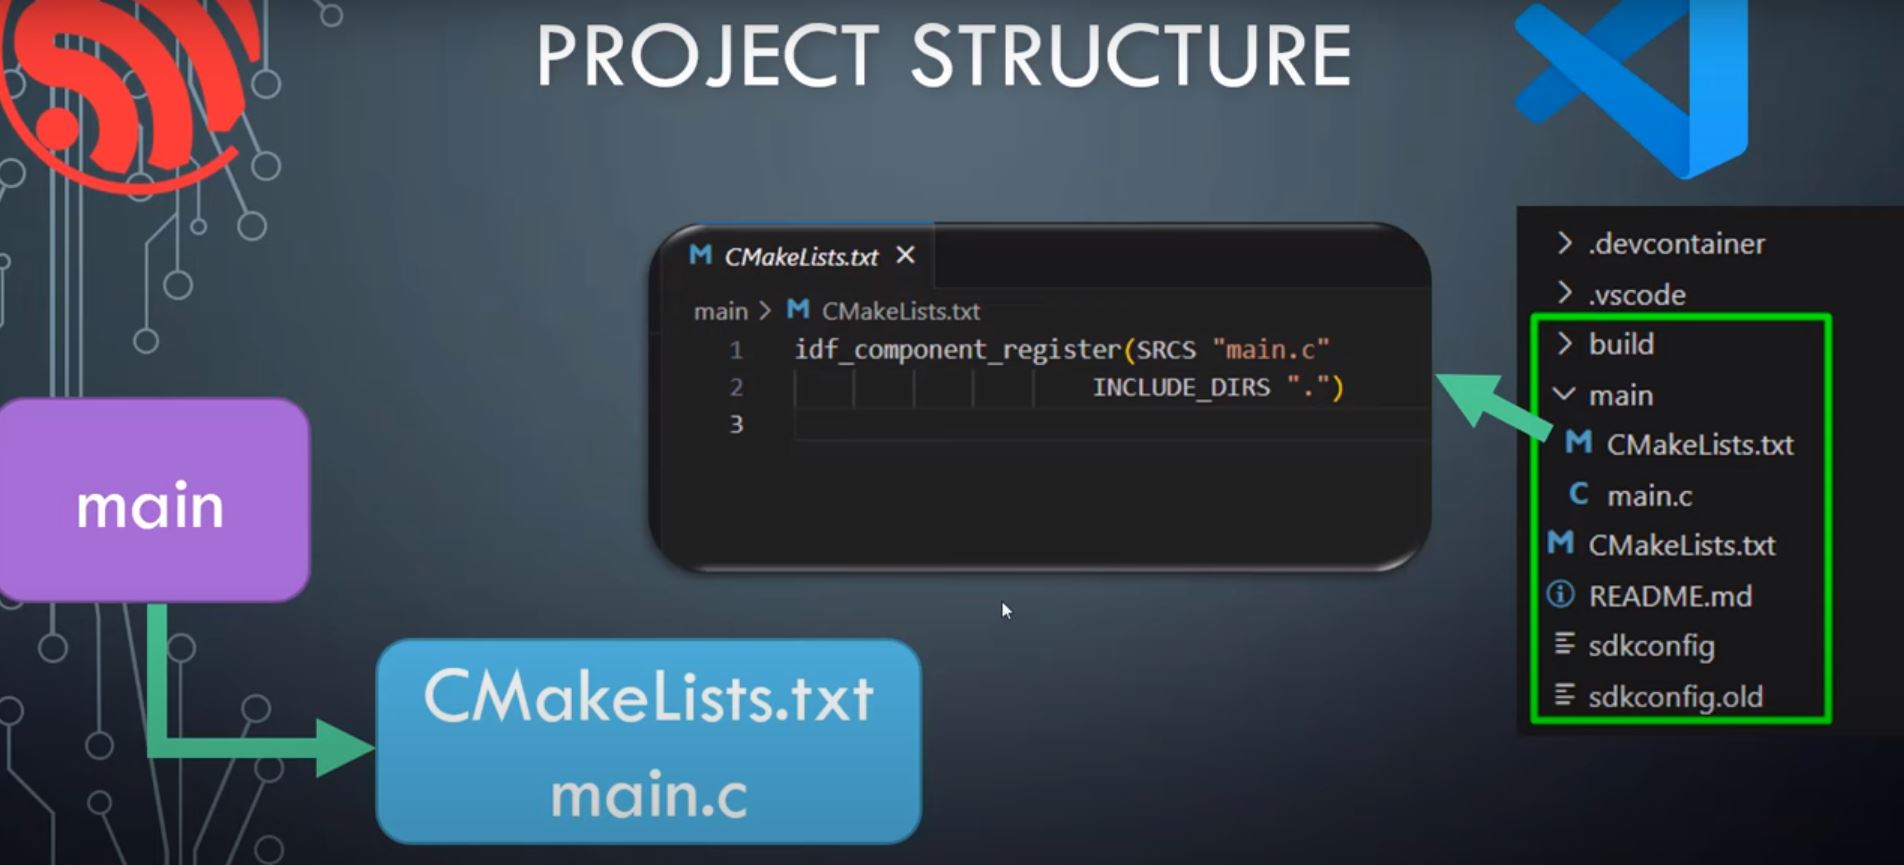 PROJECT STRUCTURE
CMakeLists.txt
main > CMakeLists.txt
1 idf_component_register(SRCS "main.c"
2 INCLUDE_DIRS ".")
3
main
CMakeLists.txt
main.c
.devcontainer
.vscode
build
main
CMakeLists.txt
main.c
CMakeLists.txt
README.md
sdkconfig
sdkconfig.old